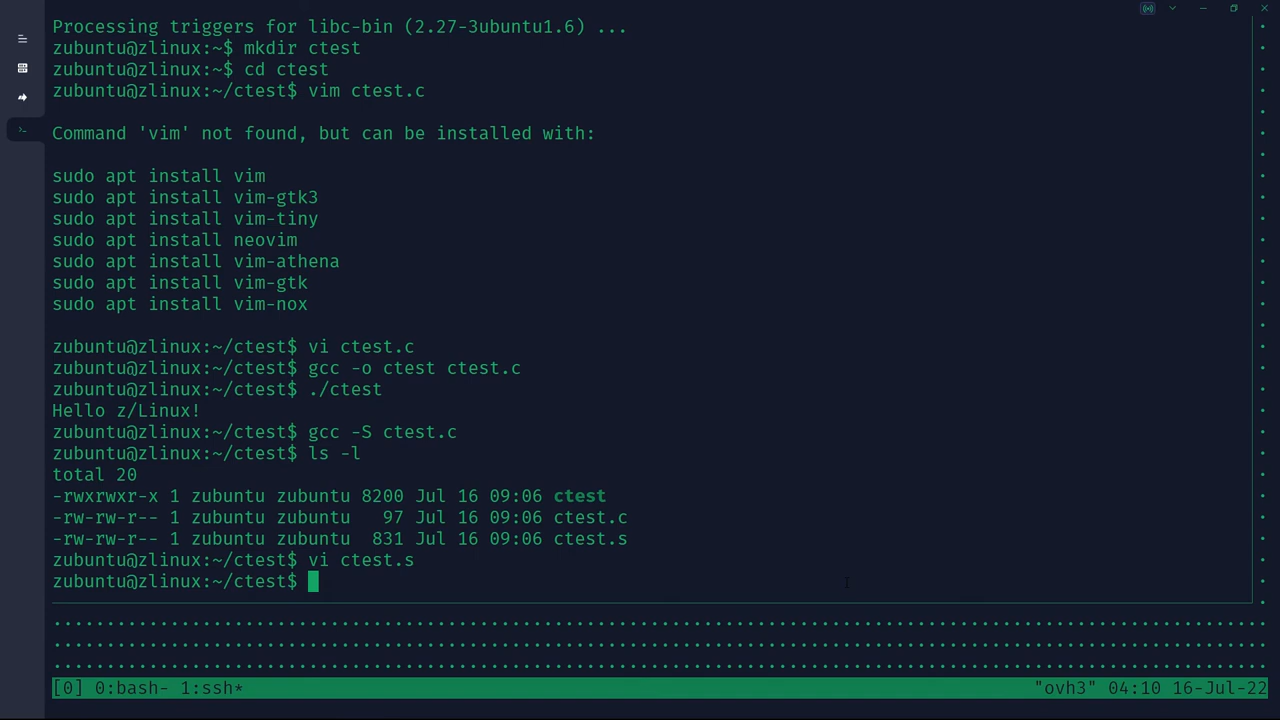 Processing triggers for libc-bin (2.27-3ubuntu1.6) ...
zubuntu@zlinux:~$ mkdir ctest
zubuntu@zlinux:~$ cd ctest
zubuntu@zlinux:~/ctest$ vim ctest.c
Command 'vim' not found, but can be installed with:
sudo apt install vim
sudo apt install vim-gtk3
sudo apt install vim-tiny
sudo apt install neovim
sudo apt install vim-athena
sudo apt install vim-gtk
sudo apt install vim-nox
zubuntu@zlinux:~/ctest$ vi ctest.c
zubuntu@zlinux:~/ctest$ gcc -o ctest ctest.c
zubuntu@zlinux:~/ctest$ ./ctest
Hello z/Linux!
zubuntu@zlinux:~/ctest$ gcc -S ctest.c
zubuntu@zlinux:~/ctest$ ls -l
total 20
-rwxrwxr-x 1 zubuntu zubuntu 8200 Jul 16 09:06 ctest
-rw-rw-r-- 1 zubuntu zubuntu   97 Jul 16 09:06 ctest.c
-rw-rw-r-- 1 zubuntu zubuntu  831 Jul 16 09:06 ctest.s
zubuntu@zlinux:~/ctest$ vi ctest.s
zubuntu@zlinux:~/ctest$
[0] 0:bash- 1:ssh* "ovh3" 04:10 16-Jul-22